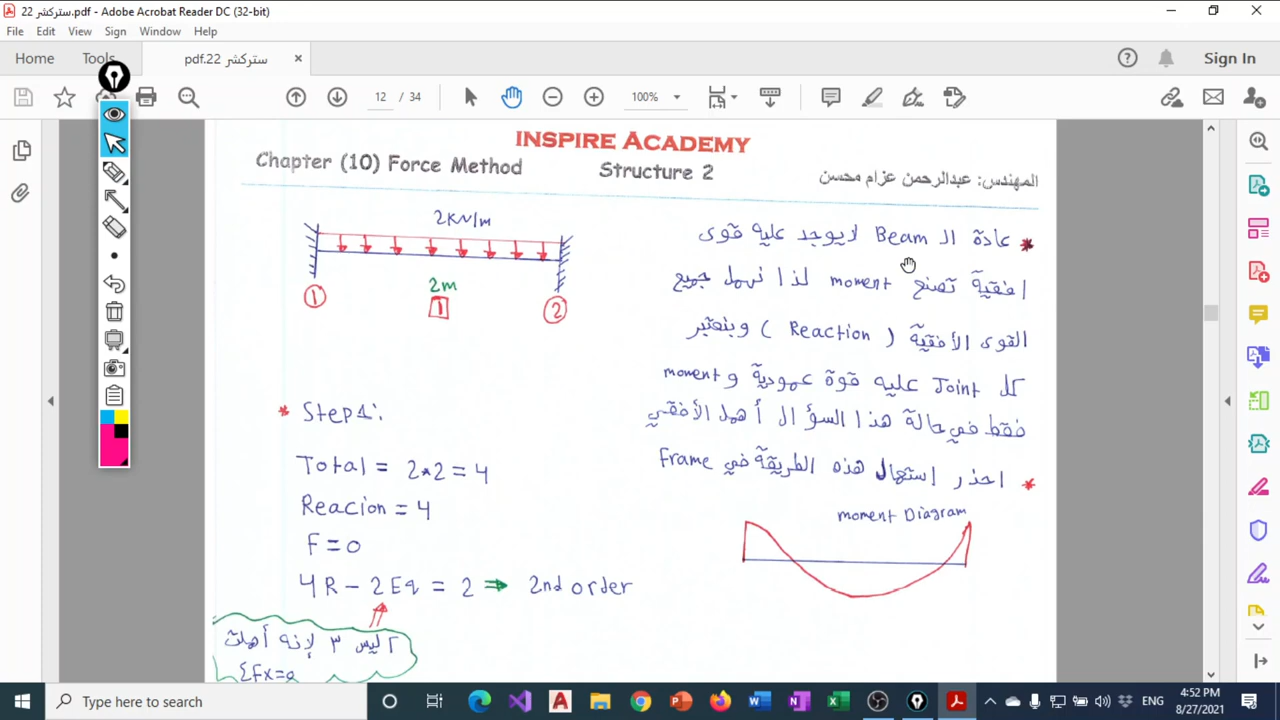 ستركشر 22.pdf - Adobe Acrobat Reader DC (32-bit)
File Edit View Sign Window Help
Home Tools ستركشر 22.pdf Sign In
12 / 34 100%
INSPIRE ACADEMY
Chapter (10) Force Method Structure 2 المهندس: عبدالرحمن عزام محسن
2KN/m
2m
1 1 2
* عادة ال Beam لايوجد عليه قوى
افقية تصنع moment لذا نهمل جميع
القوى الأفقية (Reaction) وبنعتبر
كل Joint عليه قوة عمودية و moment
فقط في حالة هذا السؤال أهمل الأفقي
* احذر استعمال هذه الطريقة في Frame
moment Diagram
* Step1:
Total = 2*2 = 4
Reacion = 4
F = 0
4R - 2Eq = 2 ⇒ 2nd order
٢ ليس ٣ لإنه أهملت
ΣFx=0
Type here to search
ENG
4:52 PM
8/27/2021